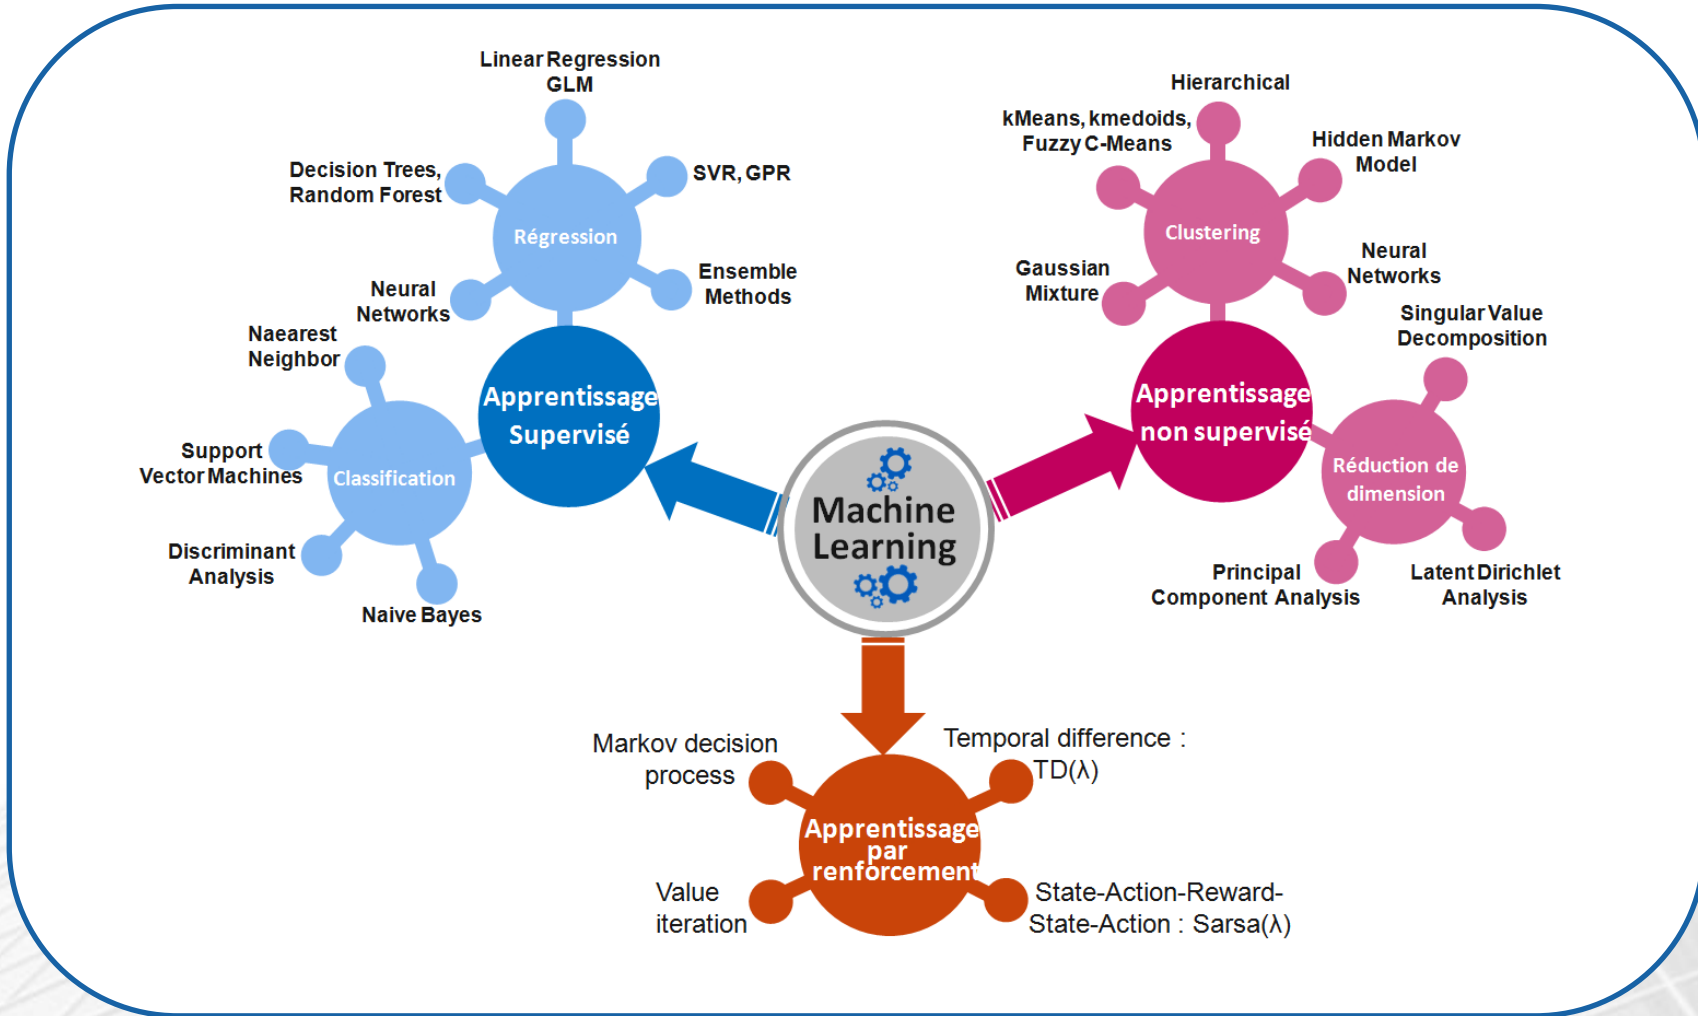 Linear Regression
GLM
Decision Trees,
Random Forest
SVR, GPR
Régression
Neural
Networks
Ensemble
Methods
Naearest
Neighbor
Support
Vector Machines
Classification
Discriminant
Analysis
Naive Bayes
Apprentissage
Supervisé
Machine
Learning
Hierarchical
kMeans, kmedoids,
Fuzzy C-Means
Hidden Markov
Model
Clustering
Gaussian
Mixture
Neural
Networks
Apprentissage
non supervisé
Singular Value
Decomposition
Réduction de
dimension
Principal
Component Analysis
Latent Dirichlet
Analysis
Markov decision
process
Temporal difference :
TD(λ)
Apprentissage
par
renforcement
Value
iteration
State-Action-Reward-
State-Action : Sarsa(λ)